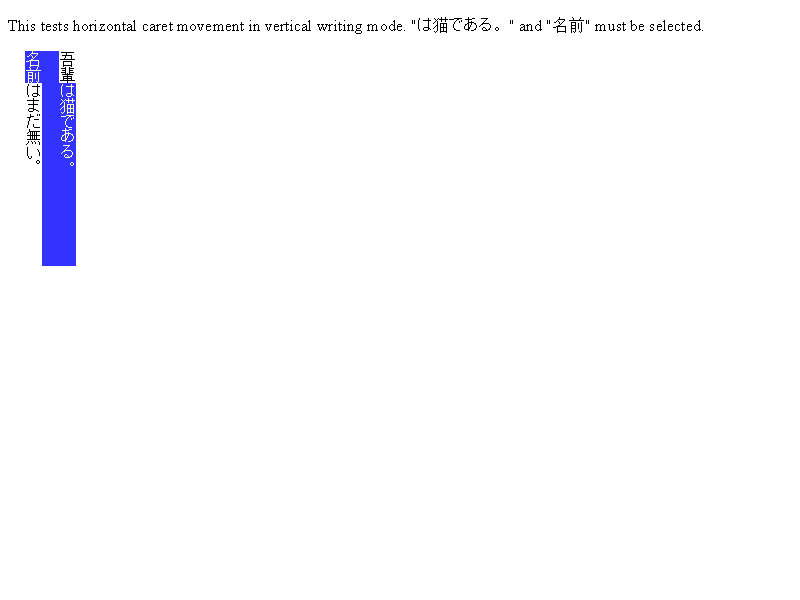 This tests horizontal caret movement in vertical writing mode. "は猫である。" and "名前" must be selected.
吾輩は猫である。
名前はまだ無い。